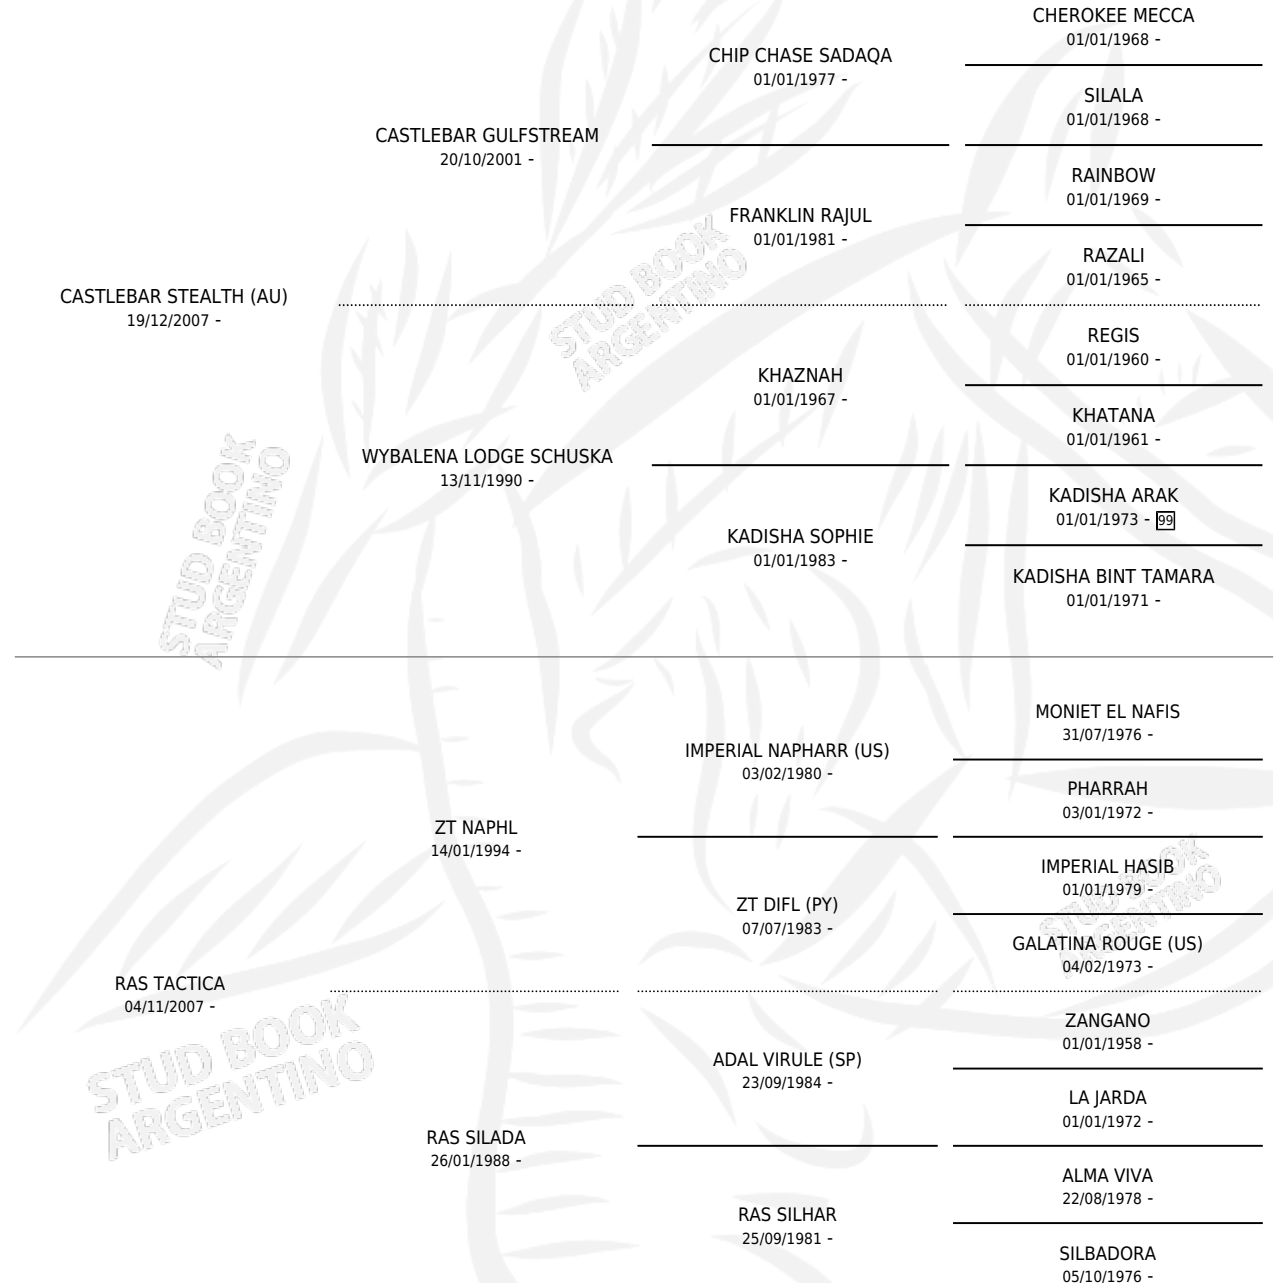 CHEROKEE MECCA
01/01/1968 -
CHIP CHASE SADAQA
01/01/1977 -
SILALA
01/01/1968 -
CASTLEBAR GULFSTREAM
20/10/2001 -
RAINBOW
01/01/1969 -
FRANKLIN RAJUL
01/01/1981 -
RAZALI
01/01/1965 -
CASTLEBAR STEALTH (AU)
19/12/2007 -
STUD BOOK
ARGENTINO
REGIS
01/01/1960 -
KHAZNAH
01/01/1967 -
KHATANA
01/01/1961 -
WYBALENA LODGE SCHUSKA
13/11/1990 -
KADISHA ARAK
01/01/1973 - 99
KADISHA SOPHIE
01/01/1983 -
KADISHA BINT TAMARA
01/01/1971 -
STUD BOOK
ARGENTINO
MONIET EL NAFIS
31/07/1976 -
IMPERIAL NAPHARR (US)
03/02/1980 -
PHARRAH
03/01/1972 -
ZT NAPHL
14/01/1994 -
IMPERIAL HASIB
01/01/1979 -
ZT DIFL (PY)
07/07/1983 -
GALATINA ROUGE (US)
04/02/1973 -
STUD BOOK
ARGENTINO
RAS TACTICA
04/11/2007 -
ZANGANO
01/01/1958 -
ADAL VIRULE (SP)
23/09/1984 -
LA JARDA
01/01/1972 -
STUD BOOK
ARGENTINO
RAS SILADA
26/01/1988 -
ALMA VIVA
22/08/1978 -
RAS SILHAR
25/09/1981 -
SILBADORA
05/10/1976 -